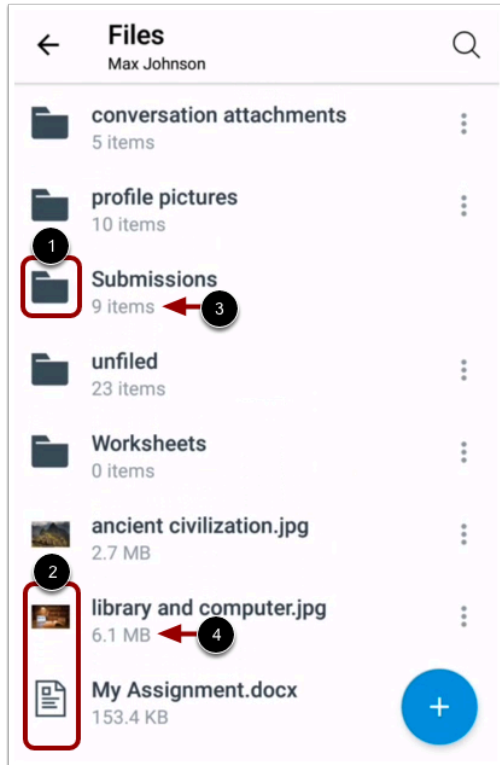 Files
Max Johnson
conversation attachments
5 items
profile pictures
10 items
1
Submissions
9 items
3
unfiled
23 items
Worksheets
0 items
ancient civilization.jpg
2.7 MB
2
library and computer.jpg
6.1 MB
4
My Assignment.docx
153.4 KB
+